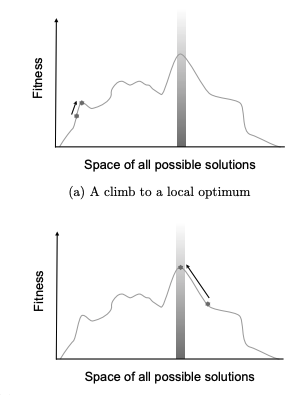 Fitness
Space of all possible solutions
(a) A climb to a local optimum
Fitness
Space of all possible solutions